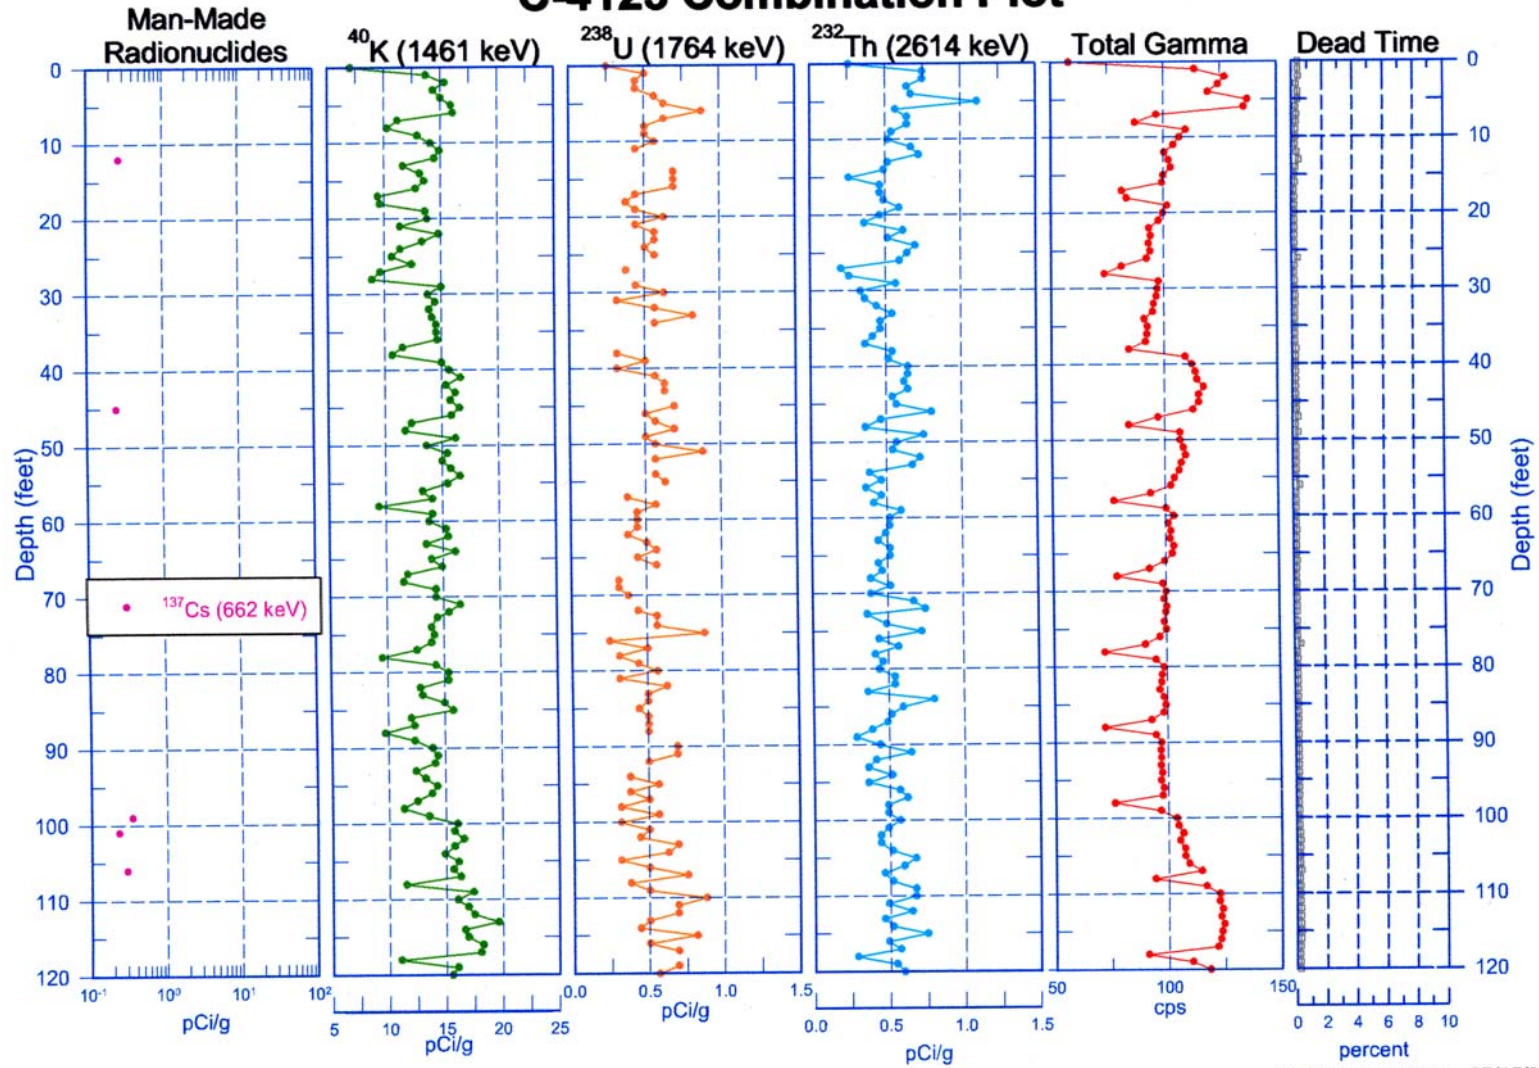 C-4123 Combination Plot
Man-Made
Radionuclides
⁴⁰K (1461 keV)
²³⁸U (1764 keV)
²³²Th (2614 keV)
Total Gamma
Dead Time
Depth (feet)
0
10
20
30
40
50
60
70
80
90
100
110
120
¹³⁷Cs (662 keV)
10⁻¹ 10⁰ 10¹ 10²
pCi/g
5 10 15 20 25
pCi/g
0.0 0.5 1.0 1.5
pCi/g
0.0 0.5 1.0 1.5
pCi/g
50 100 150
cps
0 2 4 6 8 10
percent
0
10
20
30
40
50
60
70
80
90
100
110
120
Depth (feet)